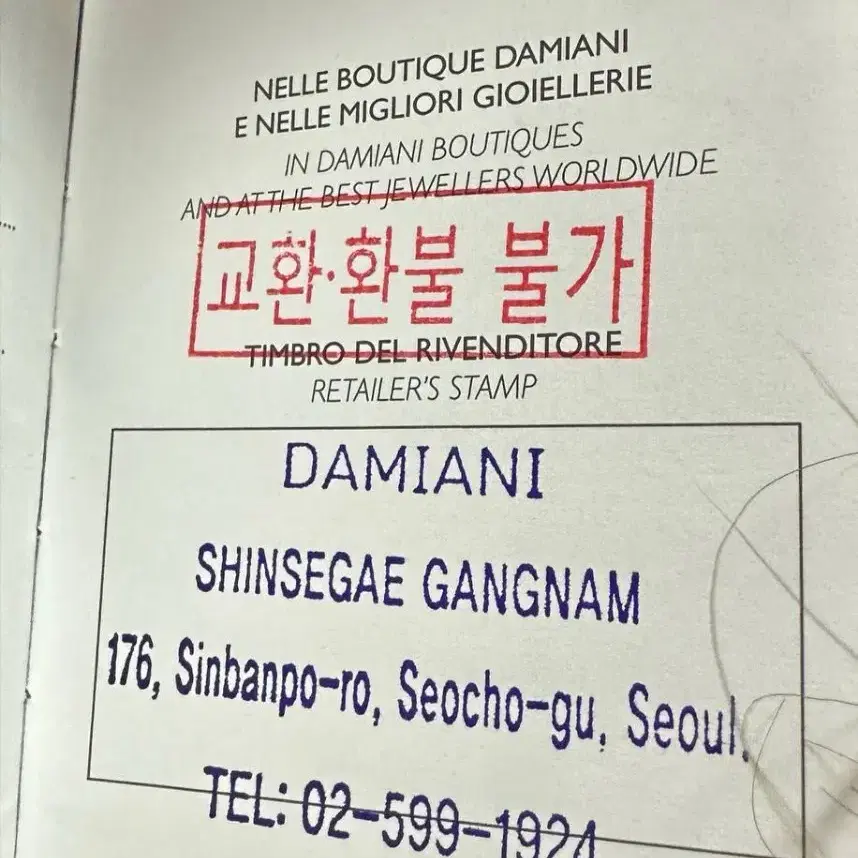 NELLE BOUTIQUE DAMIANI
E NELLE MIGLIORI GIOIELLERIE
IN DAMIANI BOUTIQUES
AND AT THE BEST JEWELLERS WORLDWIDE
교환·환불 불가
TIMBRO DEL RIVENDITORE
RETAILER'S STAMP
DAMIANI
SHINSEGAE GANGNAM
176, Sinbanpo-ro, Seocho-gu, Seoul.
TEL: 02-599-1924